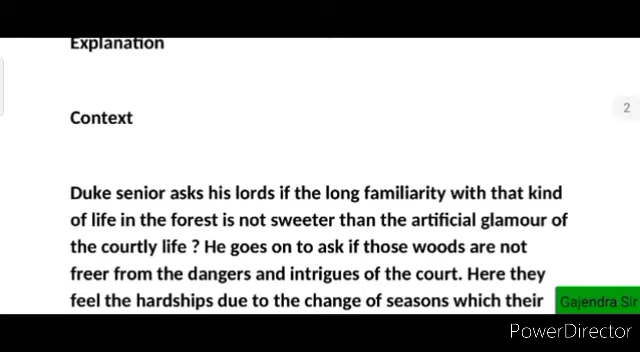 Explanation
2
Context
Duke senior asks his lords if the long familiarity with that kind
of life in the forest is not sweeter than the artificial glamour of
the courtly life ? He goes on to ask if those woods are not
freer from the dangers and intrigues of the court. Here they
feel the hardships due to the change of seasons which their
Gajendra Sir
PowerDirector